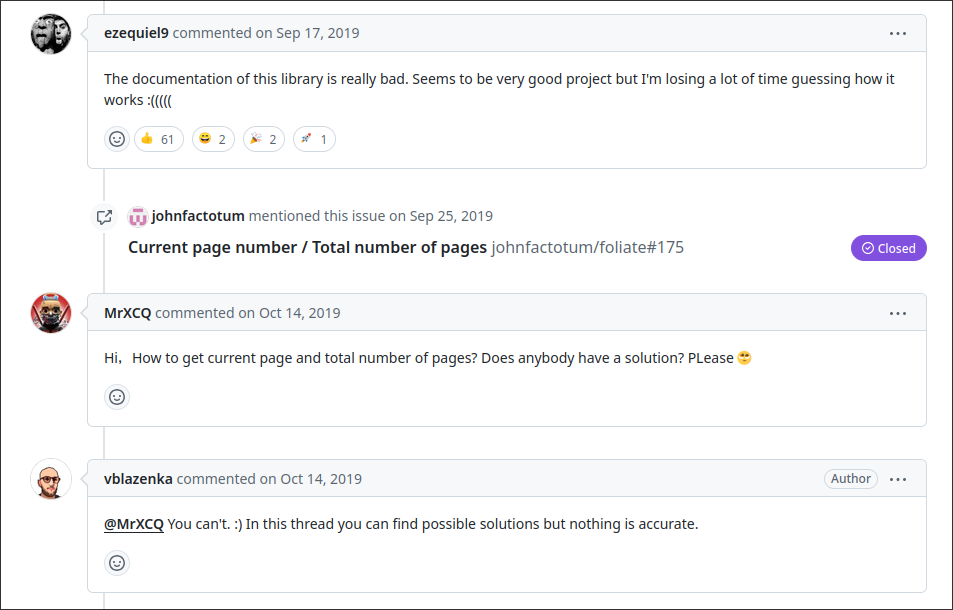 ezequiel9 commented on Sep 17, 2019
The documentation of this library is really bad. Seems to be very good project but I'm losing a lot of time guessing how it
works :(((((
👍 61 😄 2 🎉 2 🚀 1
johnfactotum mentioned this issue on Sep 25, 2019
Current page number / Total number of pages johnfactotum/foliate#175
Closed
MrXCQ commented on Oct 14, 2019
Hi，How to get current page and total number of pages? Does anybody have a solution? PLease 🙄
vblazenka commented on Oct 14, 2019
Author
@MrXCQ You can't. :) In this thread you can find possible solutions but nothing is accurate.